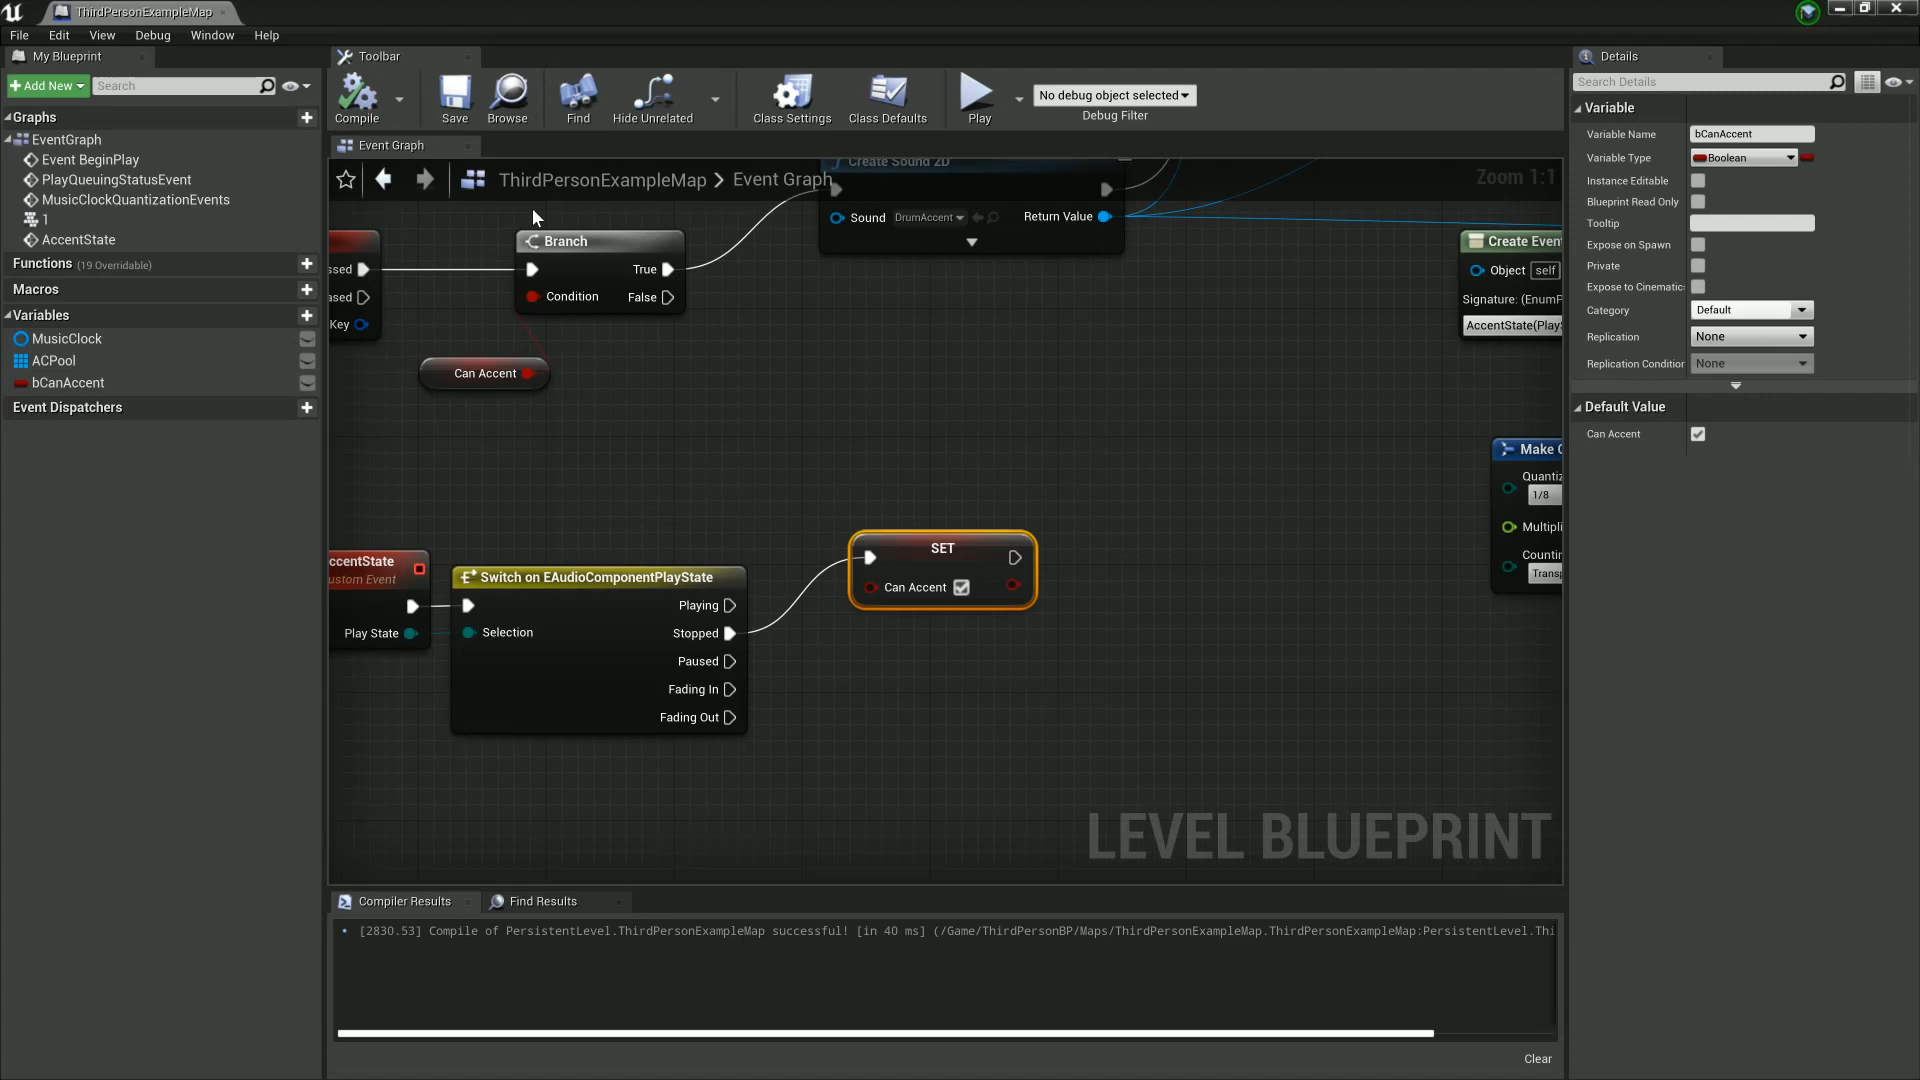 ThirdPersonExampleMap
File Edit View Debug Window Help
My Blueprint
Toolbar
Details
Add New
Search
Compile
Save
Browse
Find
Hide Unrelated
Class Settings
Class Defaults
Play
No debug object selected
Debug Filter
Search Details
Graphs
EventGraph
Event BeginPlay
PlayQueuingStatusEvent
MusicClockQuantizationEvents
1
AccentState
Functions (19 Overridable)
Macros
Variables
MusicClock
ACPool
bCanAccent
Event Dispatchers
Event Graph
ThirdPersonExampleMap > Event Graph
Zoom 1:1
Create Sound 2D
Sound DrumAccent
Return Value
Branch
True
Condition
False
ssed
ased
Key
Can Accent
Create Even
Object self
Signature: (EnumP
AccentState(PlayS
Make C
Quantiz
1/8
Multipli
Countin
Transp
ccentState
ustom Event
Play State
Switch on EAudioComponentPlayState
Playing
Stopped
Selection
Paused
Fading In
Fading Out
SET
Can Accent
LEVEL BLUEPRINT
Variable
Variable Name bCanAccent
Variable Type Boolean
Instance Editable
Blueprint Read Only
Tooltip
Expose on Spawn
Private
Expose to Cinematics
Category Default
Replication None
Replication Condition None
Default Value
Can Accent
Compiler Results
Find Results
[2830.53] Compile of PersistentLevel.ThirdPersonExampleMap successful! [in 40 ms] (/Game/ThirdPersonBP/Maps/ThirdPersonExampleMap.ThirdPersonExampleMap:PersistentLevel.Thi
Clear